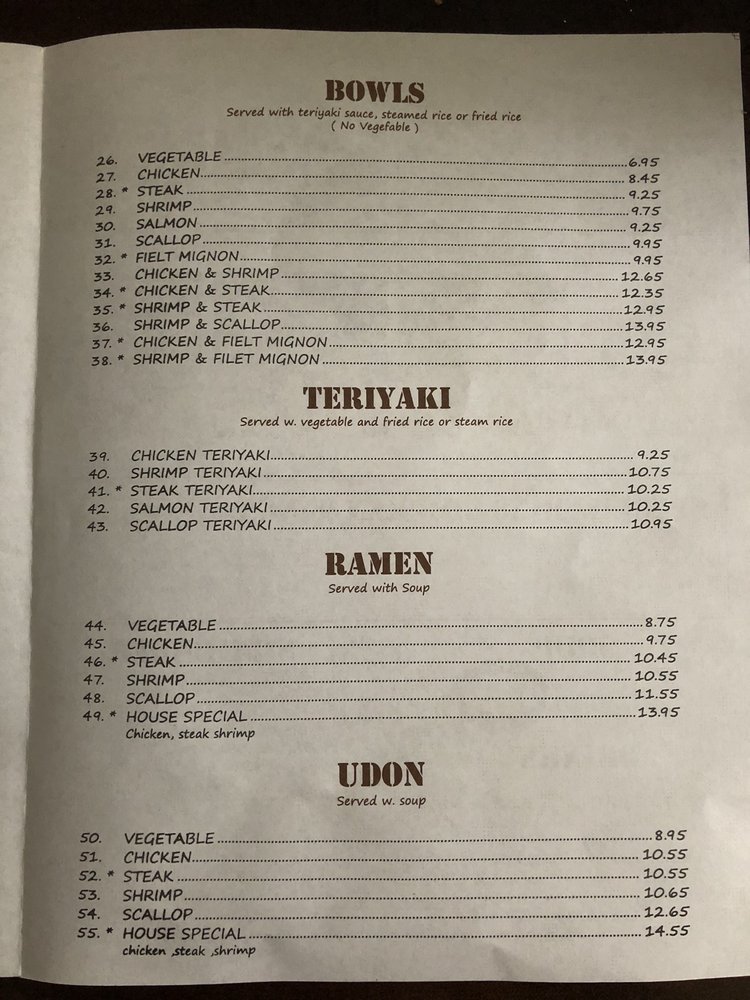 BOWLS
Served with teriyaki sauce, steamed rice or fried rice
( No Vegefable )
26. VEGETABLE 6.95
27. CHICKEN 8.45
28. * STEAK 9.25
29. SHRIMP 9.75
30. SALMON 9.25
31. SCALLOP 9.95
32. * FIELT MIGNON 9.95
33. CHICKEN & SHRIMP 12.65
34. * CHICKEN & STEAK 12.35
35. * SHRIMP & STEAK 12.95
36. SHRIMP & SCALLOP 13.95
37. * CHICKEN & FIELT MIGNON 12.95
38. * SHRIMP & FILET MIGNON 13.95
TERIYAKI
Served w. vegetable and fried rice or steam rice
39. CHICKEN TERIYAKI 9.25
40. SHRIMP TERIYAKI 10.75
41. * STEAK TERIYAKI 10.25
42. SALMON TERIYAKI 10.25
43. SCALLOP TERIYAKI 10.95
RAMEN
Served with Soup
44. VEGETABLE 8.75
45. CHICKEN 9.75
46. * STEAK 10.45
47. SHRIMP 10.55
48. SCALLOP 11.55
49. * HOUSE SPECIAL 13.95
Chicken, steak shrimp
UDON
Served w. soup
50. VEGETABLE 8.95
51. CHICKEN 10.55
52. * STEAK 10.55
53. SHRIMP 10.65
54. SCALLOP 12.65
55. * HOUSE SPECIAL 14.55
chicken ,steak ,shrimp